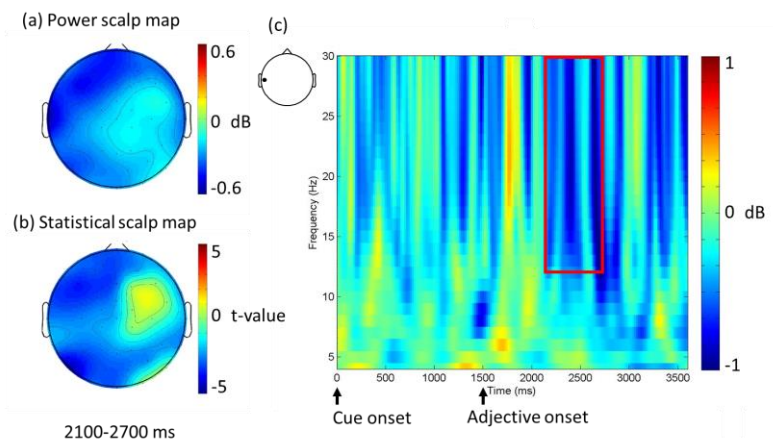 (a) Power scalp map
0.6
0 dB
-0.6
(b) Statistical scalp map
5
0 t-value
-5
2100-2700 ms
(c)
30
25
20
15
10
5
Frequency (Hz)
0 500 1000 1500 2000 2500 3000 3500
Time (ms)
Cue onset
Adjective onset
1
0 dB
-1